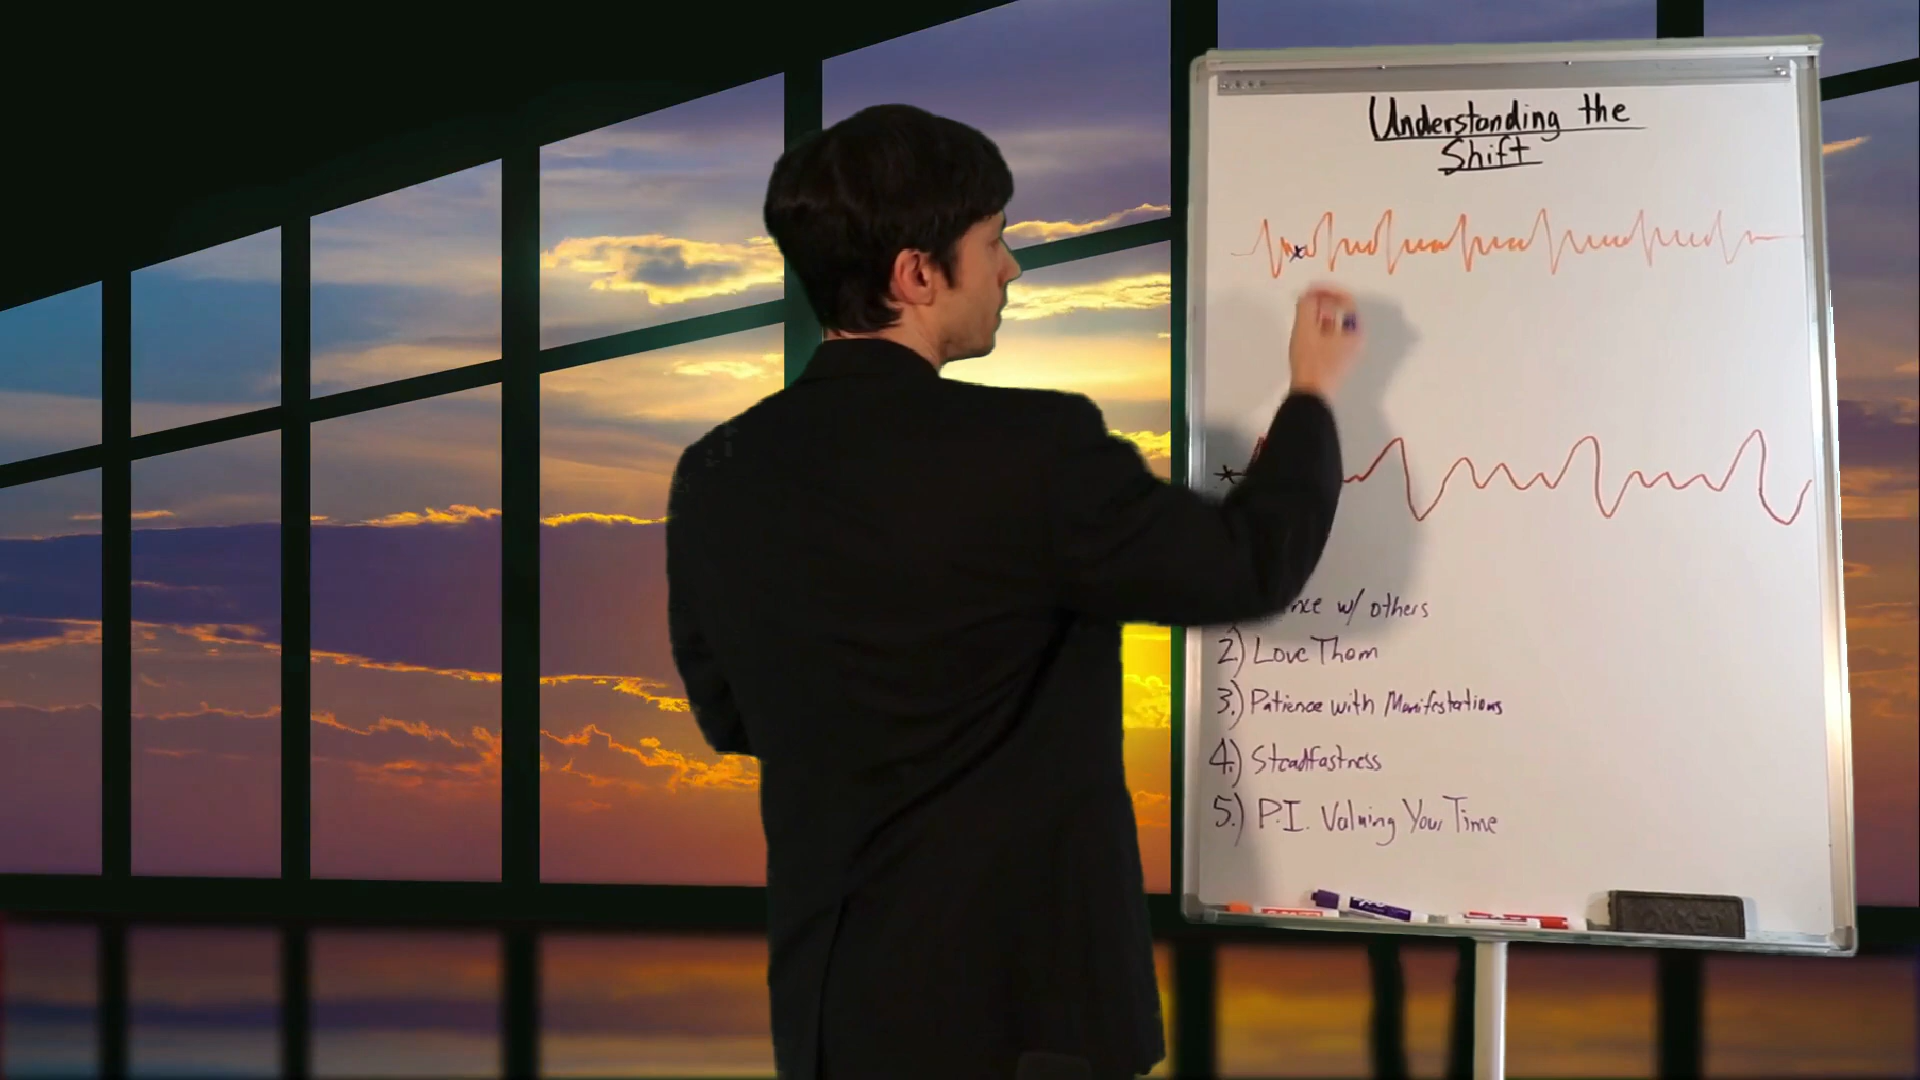 Understanding the
Shift
w/ others
2) Love Them
3.) Patience with Manifestations
4.) Steadfastness
5.) P.I. Valuing Your Time